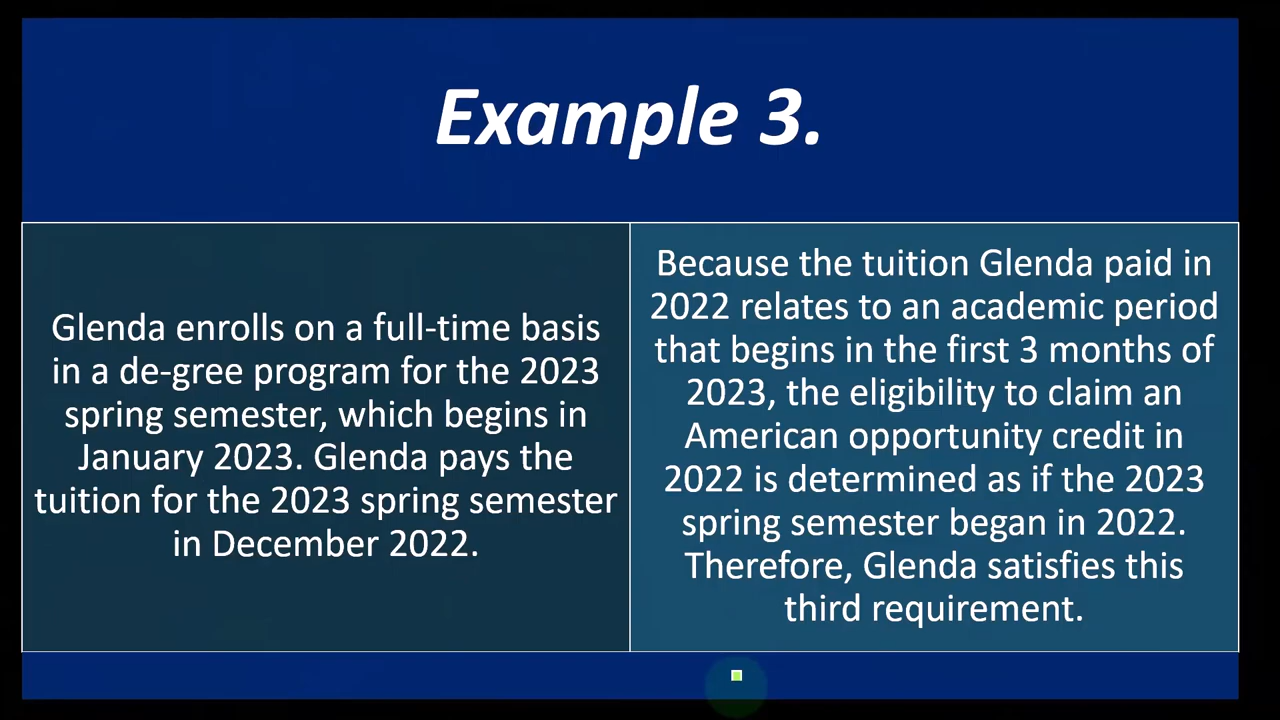 Example 3.
Glenda enrolls on a full-time basis
in a de-gree program for the 2023
spring semester, which begins in
January 2023. Glenda pays the
tuition for the 2023 spring semester
in December 2022.
Because the tuition Glenda paid in
2022 relates to an academic period
that begins in the first 3 months of
2023, the eligibility to claim an
American opportunity credit in
2022 is determined as if the 2023
spring semester began in 2022.
Therefore, Glenda satisfies this
third requirement.